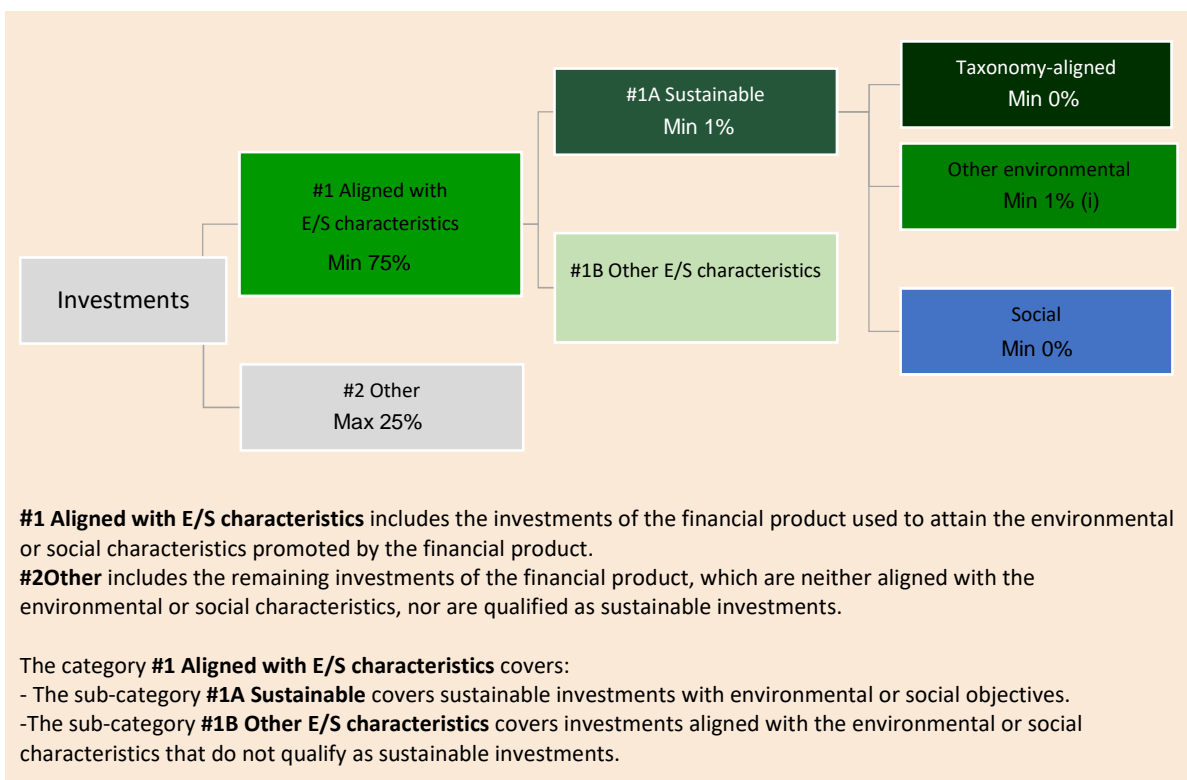 Investments
#1 Aligned with
E/S characteristics
Min 75%
#2 Other
Max 25%
#1A Sustainable
Min 1%
#1B Other E/S characteristics
Taxonomy-aligned
Min 0%
Other environmental
Min 1% (i)
Social
Min 0%
#1 Aligned with E/S characteristics includes the investments of the financial product used to attain the environmental
or social characteristics promoted by the financial product.
#2Other includes the remaining investments of the financial product, which are neither aligned with the
environmental or social characteristics, nor are qualified as sustainable investments.
The category #1 Aligned with E/S characteristics covers:
- The sub-category #1A Sustainable covers sustainable investments with environmental or social objectives.
-The sub-category #1B Other E/S characteristics covers investments aligned with the environmental or social
characteristics that do not qualify as sustainable investments.